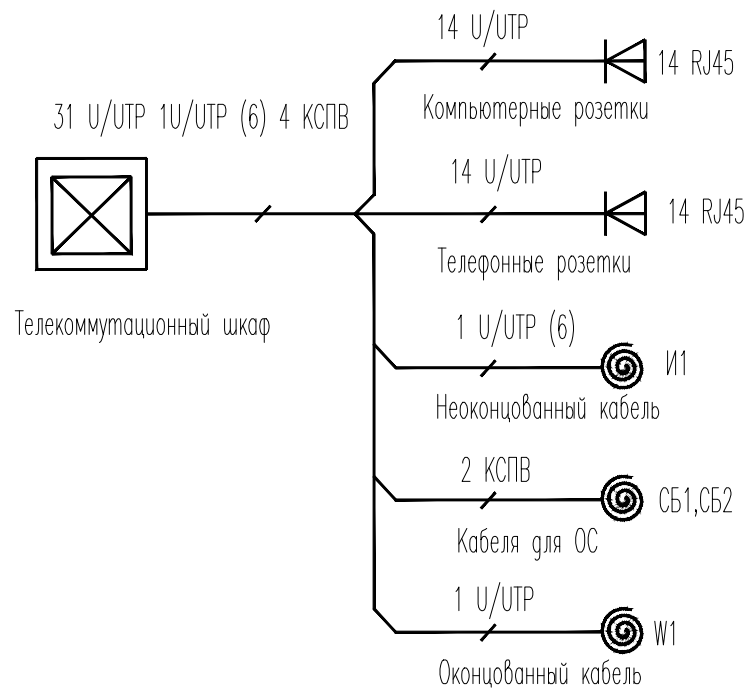 14 U/UTP
14 RJ45
Компьютерные розетки
31 U/UTP 1U/UTP (6) 4 КСПВ
14 U/UTP
14 RJ45
Телефонные розетки
Телекоммутационный шкаф
1 U/UTP (6)
И1
Неоконцованный кабель
2 КСПВ
СБ1,СБ2
Кабеля для ОС
1 U/UTP
W1
Оконцованный кабель